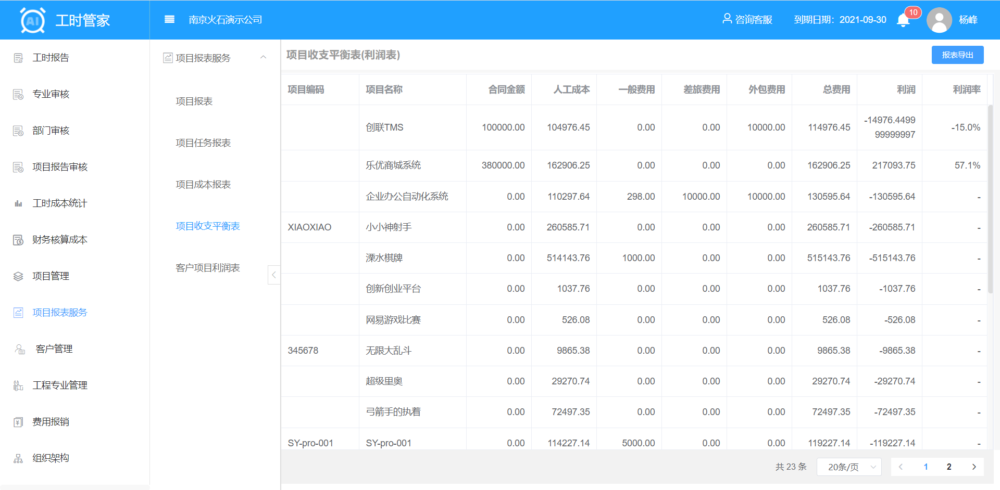 AI 工时管家
南京火石演示公司
咨询客服
到期日期：2021-09-30
10
杨峰
工时报告
专业审核
部门审核
项目报告审核
工时成本统计
财务核算成本
项目管理
项目报表服务
客户管理
工程专业管理
费用报销
组织架构
项目报表服务
项目报表
项目任务报表
项目成本报表
项目收支平衡表
客户项目利润表
项目收支平衡表(利润表)
报表导出
项目编码 项目名称 合同金额 人工成本 一般费用 差旅费用 外包费用 总费用 利润 利润率
创联TMS 100000.00 104976.45 0.00 0.00 10000.00 114976.45 -14976.4499 -15.0%
99999997
乐优商城系统 380000.00 162906.25 0.00 0.00 0.00 162906.25 217093.75 57.1%
企业办公自动化系统 0.00 110297.64 298.00 10000.00 10000.00 130595.64 -130595.64 -
XIAOXIAO 小小神射手 0.00 260585.71 0.00 0.00 0.00 260585.71 -260585.71 -
溧水棋牌 0.00 514143.76 1000.00 0.00 0.00 515143.76 -515143.76 -
创新创业平台 0.00 1037.76 0.00 0.00 0.00 1037.76 -1037.76 -
网易游戏比赛 0.00 526.08 0.00 0.00 0.00 526.08 -526.08 -
345678 无限大乱斗 0.00 9865.38 0.00 0.00 0.00 9865.38 -9865.38 -
超级里奥 0.00 29270.74 0.00 0.00 0.00 29270.74 -29270.74 -
弓箭手的执着 0.00 72497.35 0.00 0.00 0.00 72497.35 -72497.35 -
SY-pro-001 SY-pro-001 0.00 114227.14 5000.00 0.00 0.00 119227.14 -119227.14 -
共 23 条 20条/页 1 2